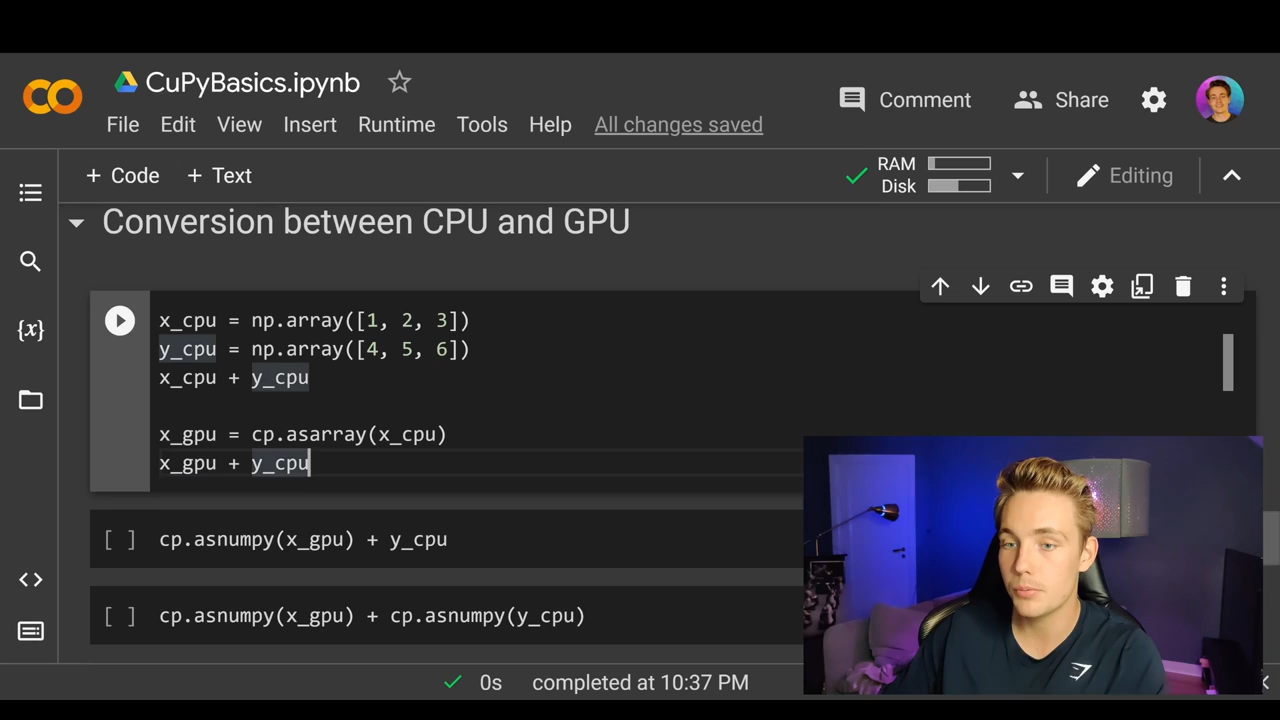 CuPyBasics.ipynb
Comment
Share
File Edit View Insert Runtime Tools Help All changes saved
+ Code + Text
RAM
Disk
Editing
Conversion between CPU and GPU
x_cpu = np.array([1, 2, 3])
y_cpu = np.array([4, 5, 6])
x_cpu + y_cpu
x_gpu = cp.asarray(x_cpu)
x_gpu + y_cpu
[ ] cp.asnumpy(x_gpu) + y_cpu
[ ] cp.asnumpy(x_gpu) + cp.asnumpy(y_cpu)
0s completed at 10:37 PM